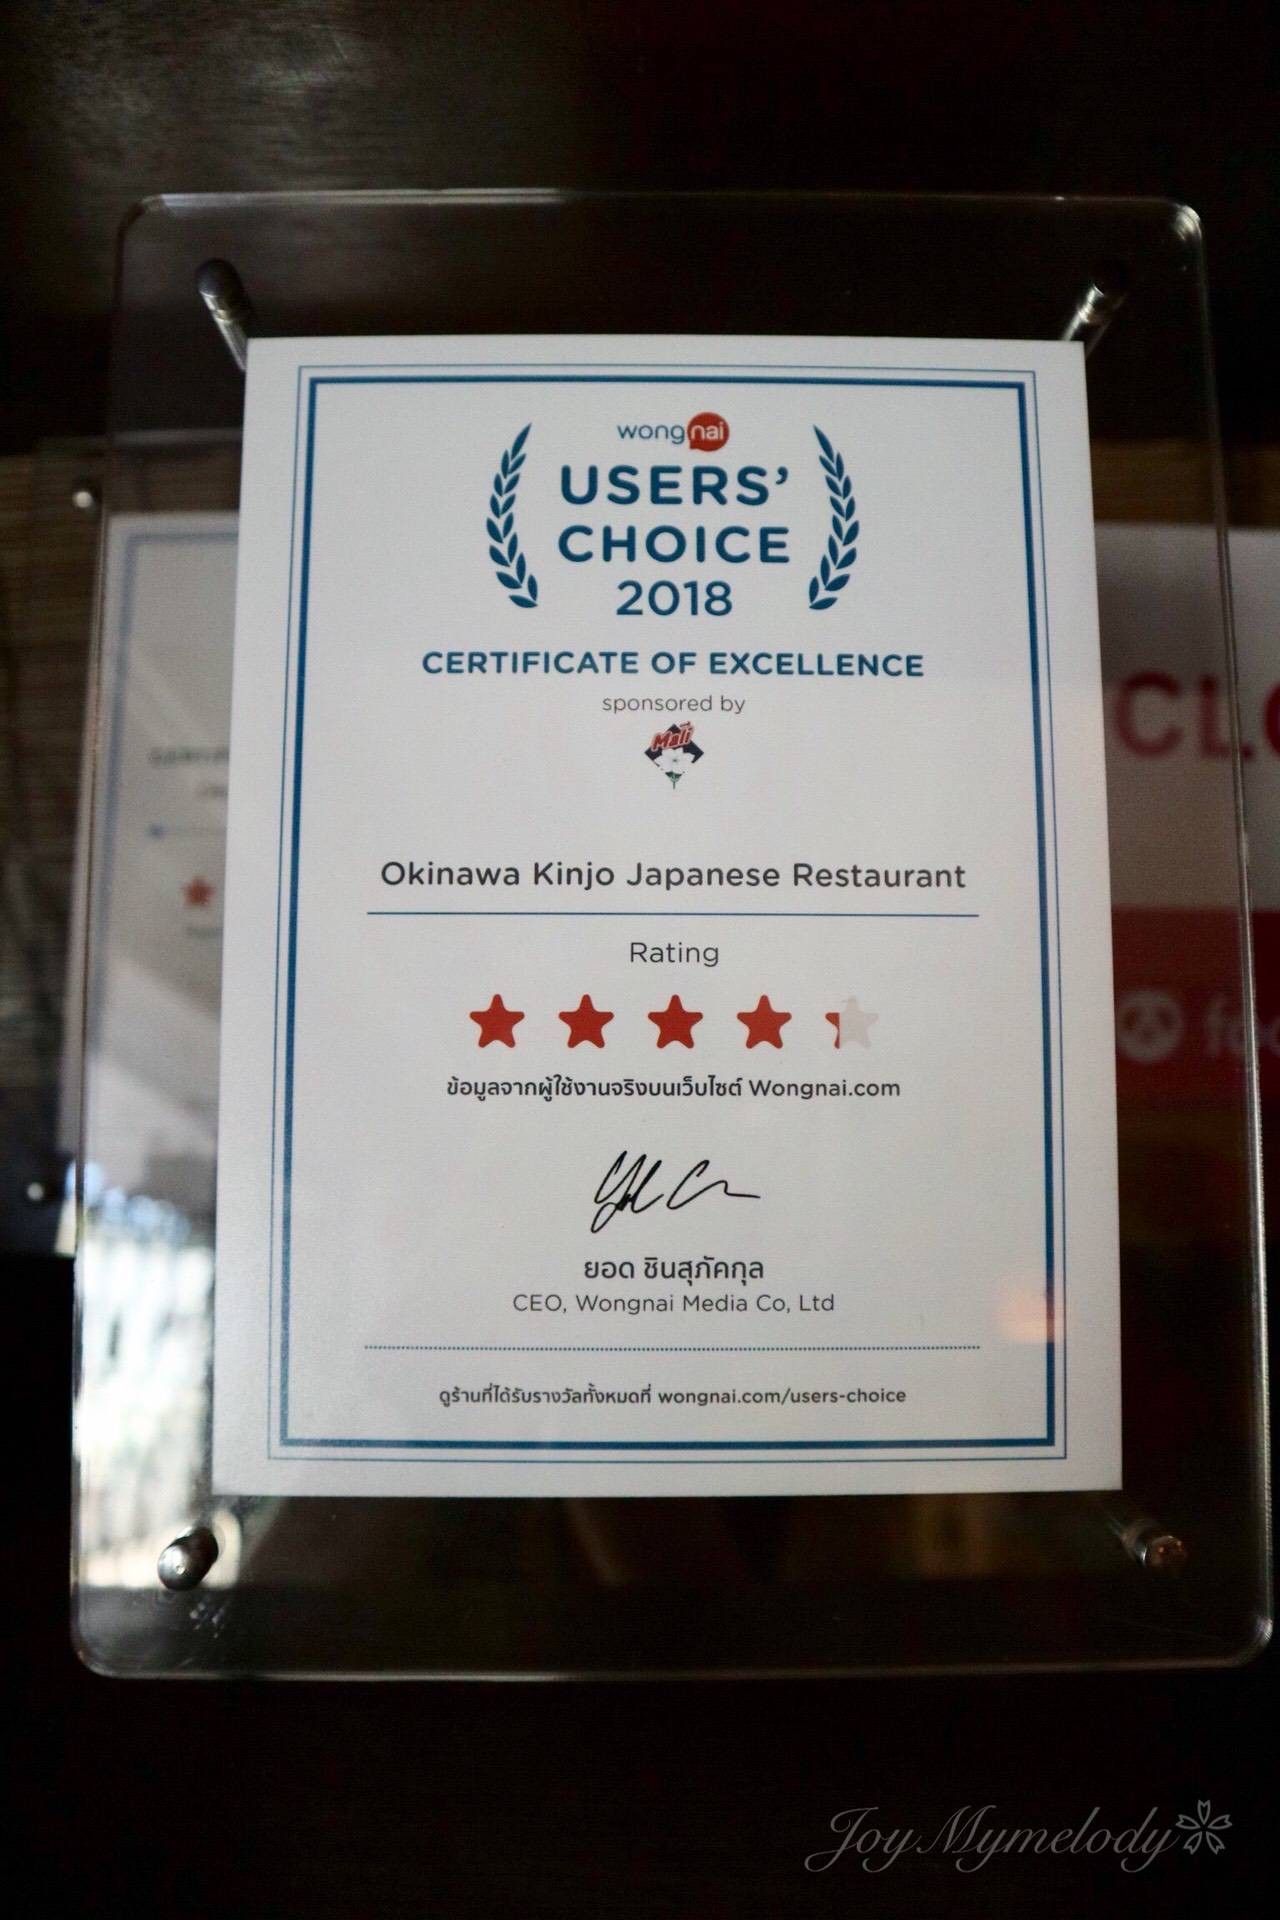 wongnai
USERS'
CHOICE
2018
CERTIFICATE OF EXCELLENCE
sponsored by
Mali
Okinawa Kinjo Japanese Restaurant
Rating
ข้อมูลจากผู้ใช้งานจริงบนเว็บไซต์ Wongnai.com
ยอด ชินสุภัคกุล
CEO, Wongnai Media Co, Ltd
ดูร้านที่ได้รับรางวัลทั้งหมดที่ wongnai.com/users-choice
CLO
foo
Joy Mymelody